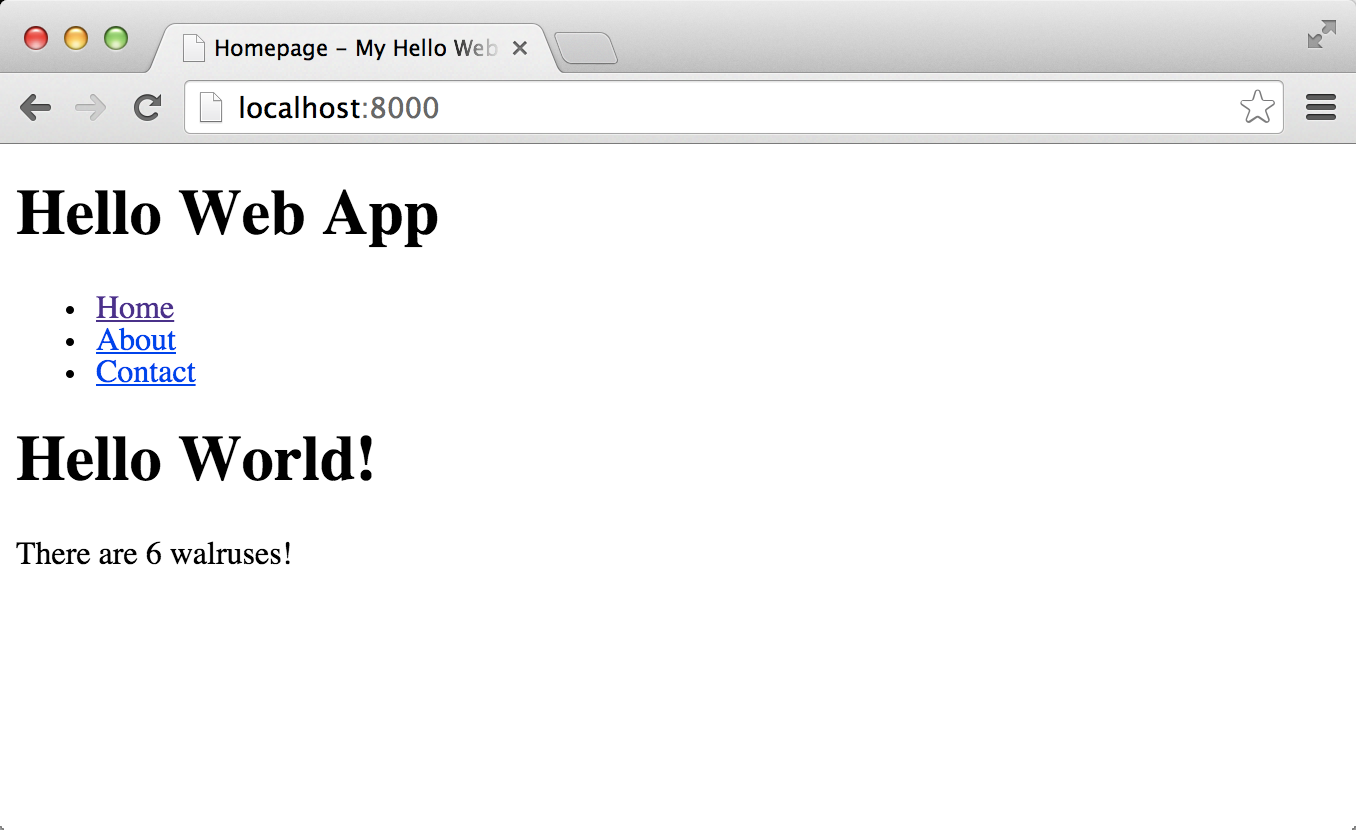 Homepage – My Hello Web
localhost:8000
Hello Web App
Home
About
Contact
Hello World!
There are 6 walruses!